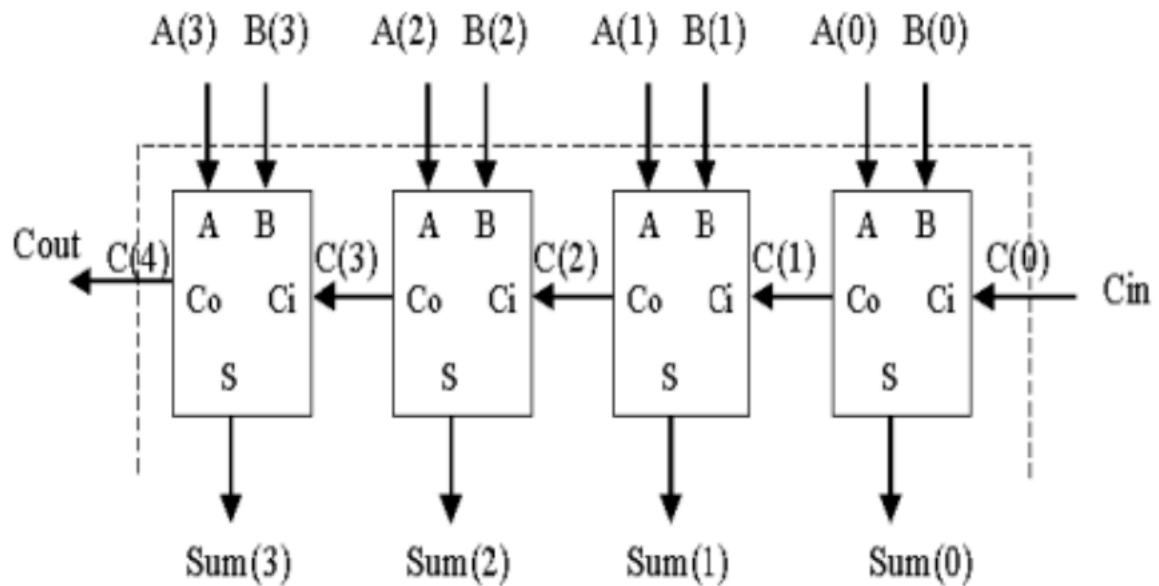 A(3) B(3) A(2) B(2) A(1) B(1) A(0) B(0)
A B A B A B A B
Cout C(4) C(3) C(2) C(1) C(0) Cin
Co Ci Co Ci Co Ci Co Ci
S S S S
Sum(3) Sum(2) Sum(1) Sum(0)